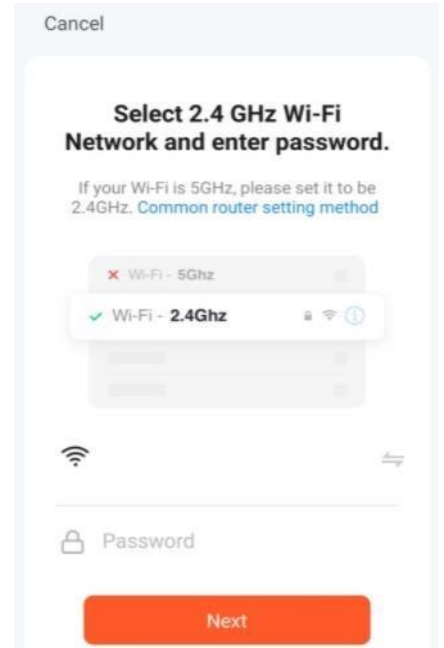 Cancel
Select 2.4 GHz Wi-Fi
Network and enter password.
If your Wi-Fi is 5GHz, please set it to be
2.4GHz. Common router setting method
Wi-Fi - 5Ghz
Wi-Fi - 2.4Ghz
Password
Next